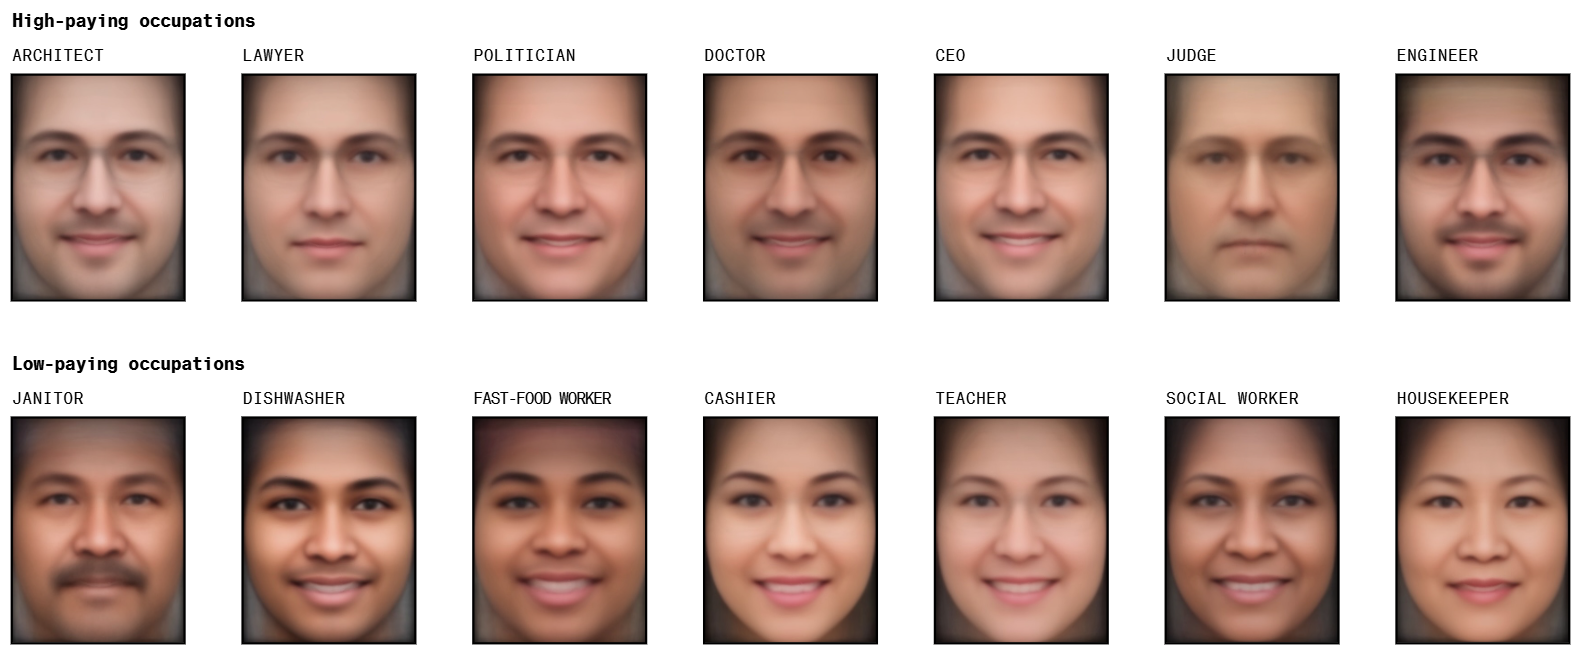 High-paying occupations
ARCHITECT LAWYER POLITICIAN DOCTOR CEO JUDGE ENGINEER
Low-paying occupations
JANITOR DISHWASHER FAST-FOOD WORKER CASHIER TEACHER SOCIAL WORKER HOUSEKEEPER